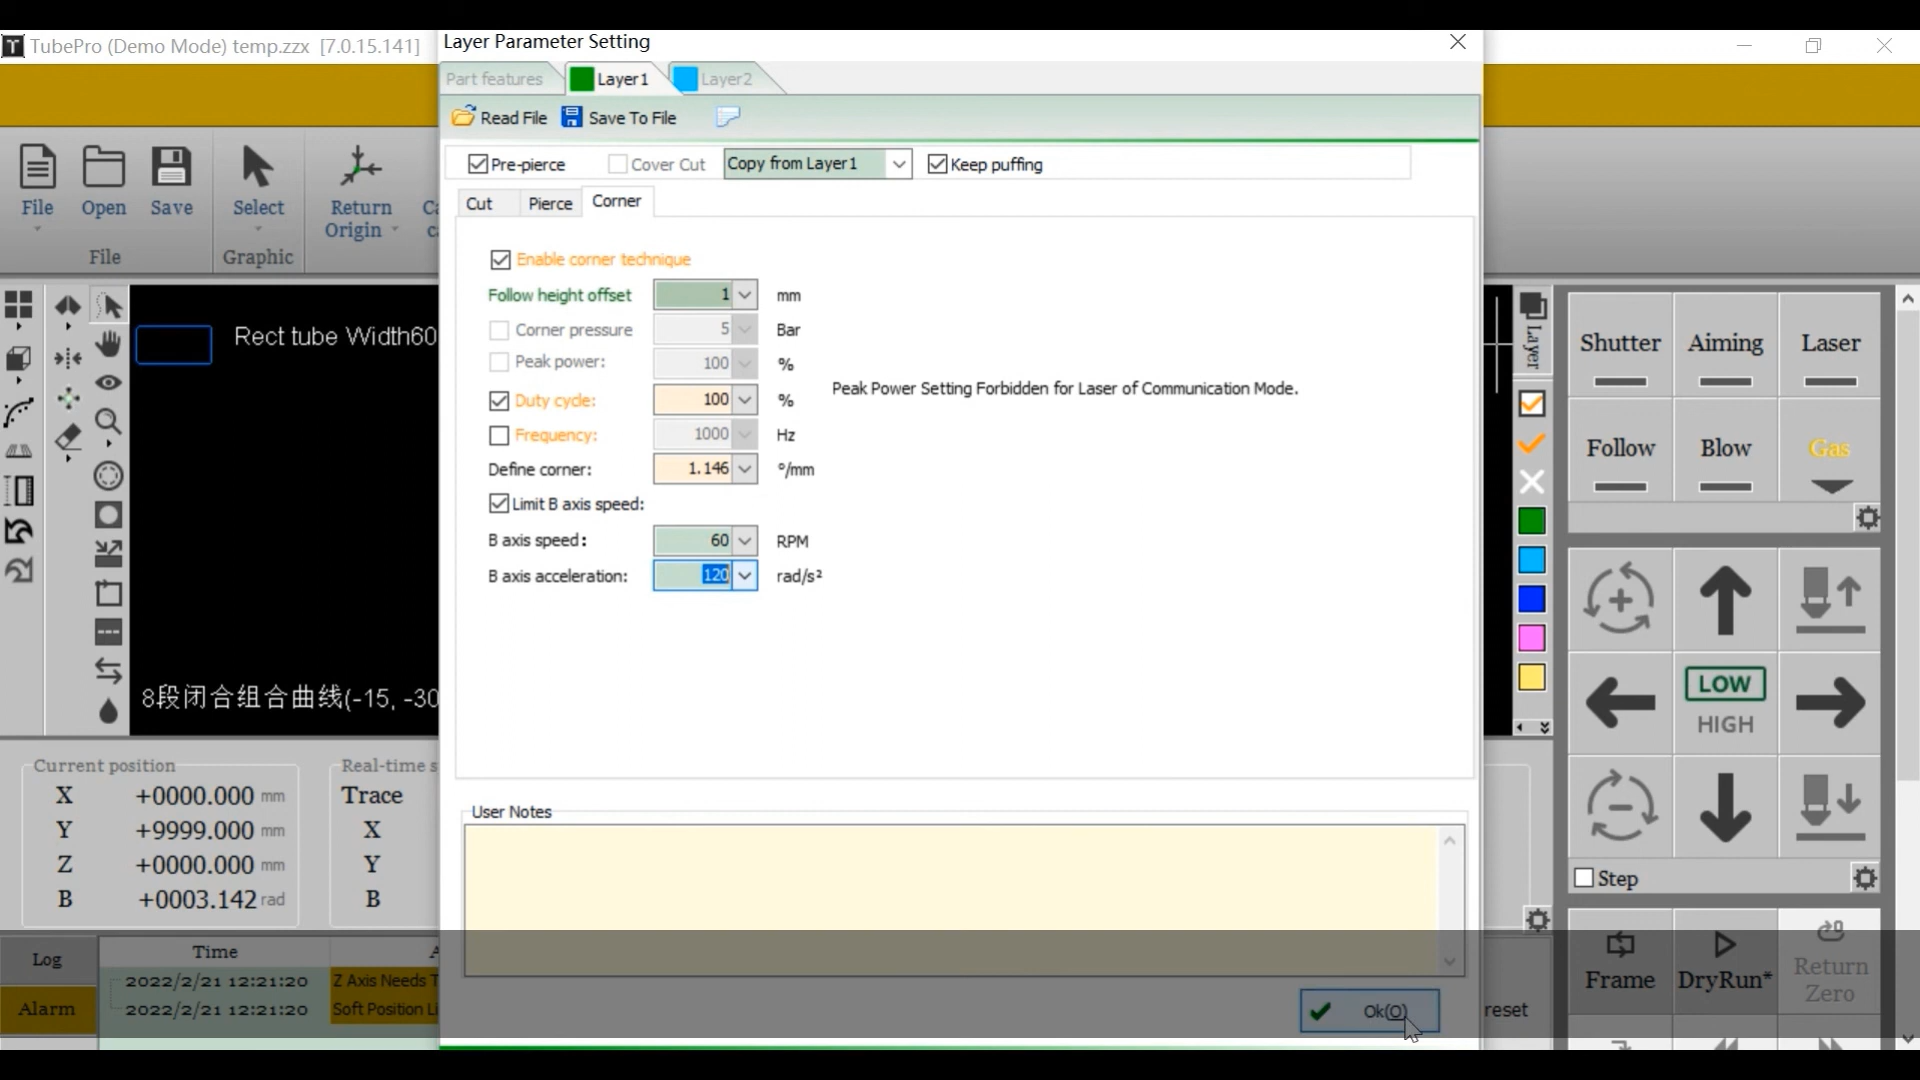 TubePro (Demo Mode) temp.zzx [7.0.15.141]
Layer Parameter Setting
Part features
Layer1
Layer2
Read File
Save To File
Pre-pierce
Cover Cut
Copy from Layer1
Keep puffing
Cut
Pierce
Corner
File
Open
Save
Select
Return
Origin
File
Graphic
Enable corner technique
Follow height offset 1 mm
Corner pressure 5 Bar
Peak power: 100 %
Peak Power Setting Forbidden for Laser of Communication Mode.
Duty cycle: 100 %
Frequency: 1000 Hz
Define corner: 1.146 °/mm
Limit B axis speed:
B axis speed: 60 RPM
B axis acceleration: 120 rad/s²
Rect tube Width60
8段闭合组合曲线(-15, -30
Layer
Shutter
Aiming
Laser
Follow
Blow
Gas
LOW
HIGH
Step
Frame
DryRun*
Return
Zero
Current position
X +0000.000 mm
Y +9999.000 mm
Z +0000.000 mm
B +0003.142 rad
Real-time s
Trace
X
Y
B
User Notes
Log
Alarm
Time
2022/2/21 12:21:20 Z Axis Needs
2022/2/21 12:21:20 Soft Position Li
Ok(O)
reset